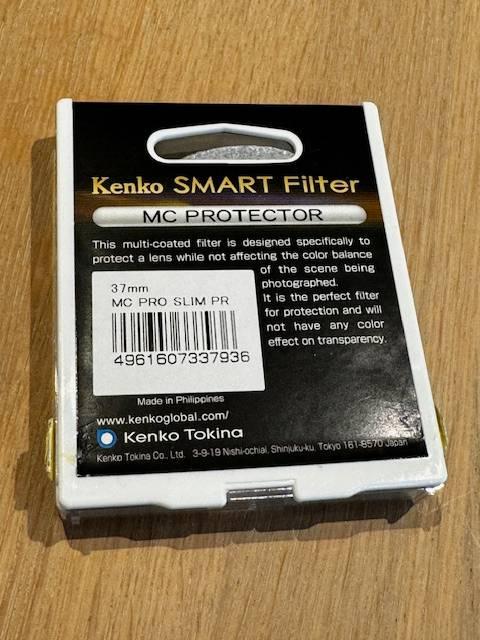 Kenko SMART Filter
MC PROTECTOR
This multi-coated filter is designed specifically to
protect a lens while not affecting the color balance
of the scene being
photographed.
It is the perfect filter
for protection and will
not have any color
effect on transparency.
37mm
MC PRO SLIM PR
4961607337936
Made in Philippines
www.kenkoglobal.com/
Kenko Tokina
Kenko Tokina Co., Ltd. 3-9-19 Nishi-ochiai, Shinjuku-ku, Tokyo 161-8570 Japan